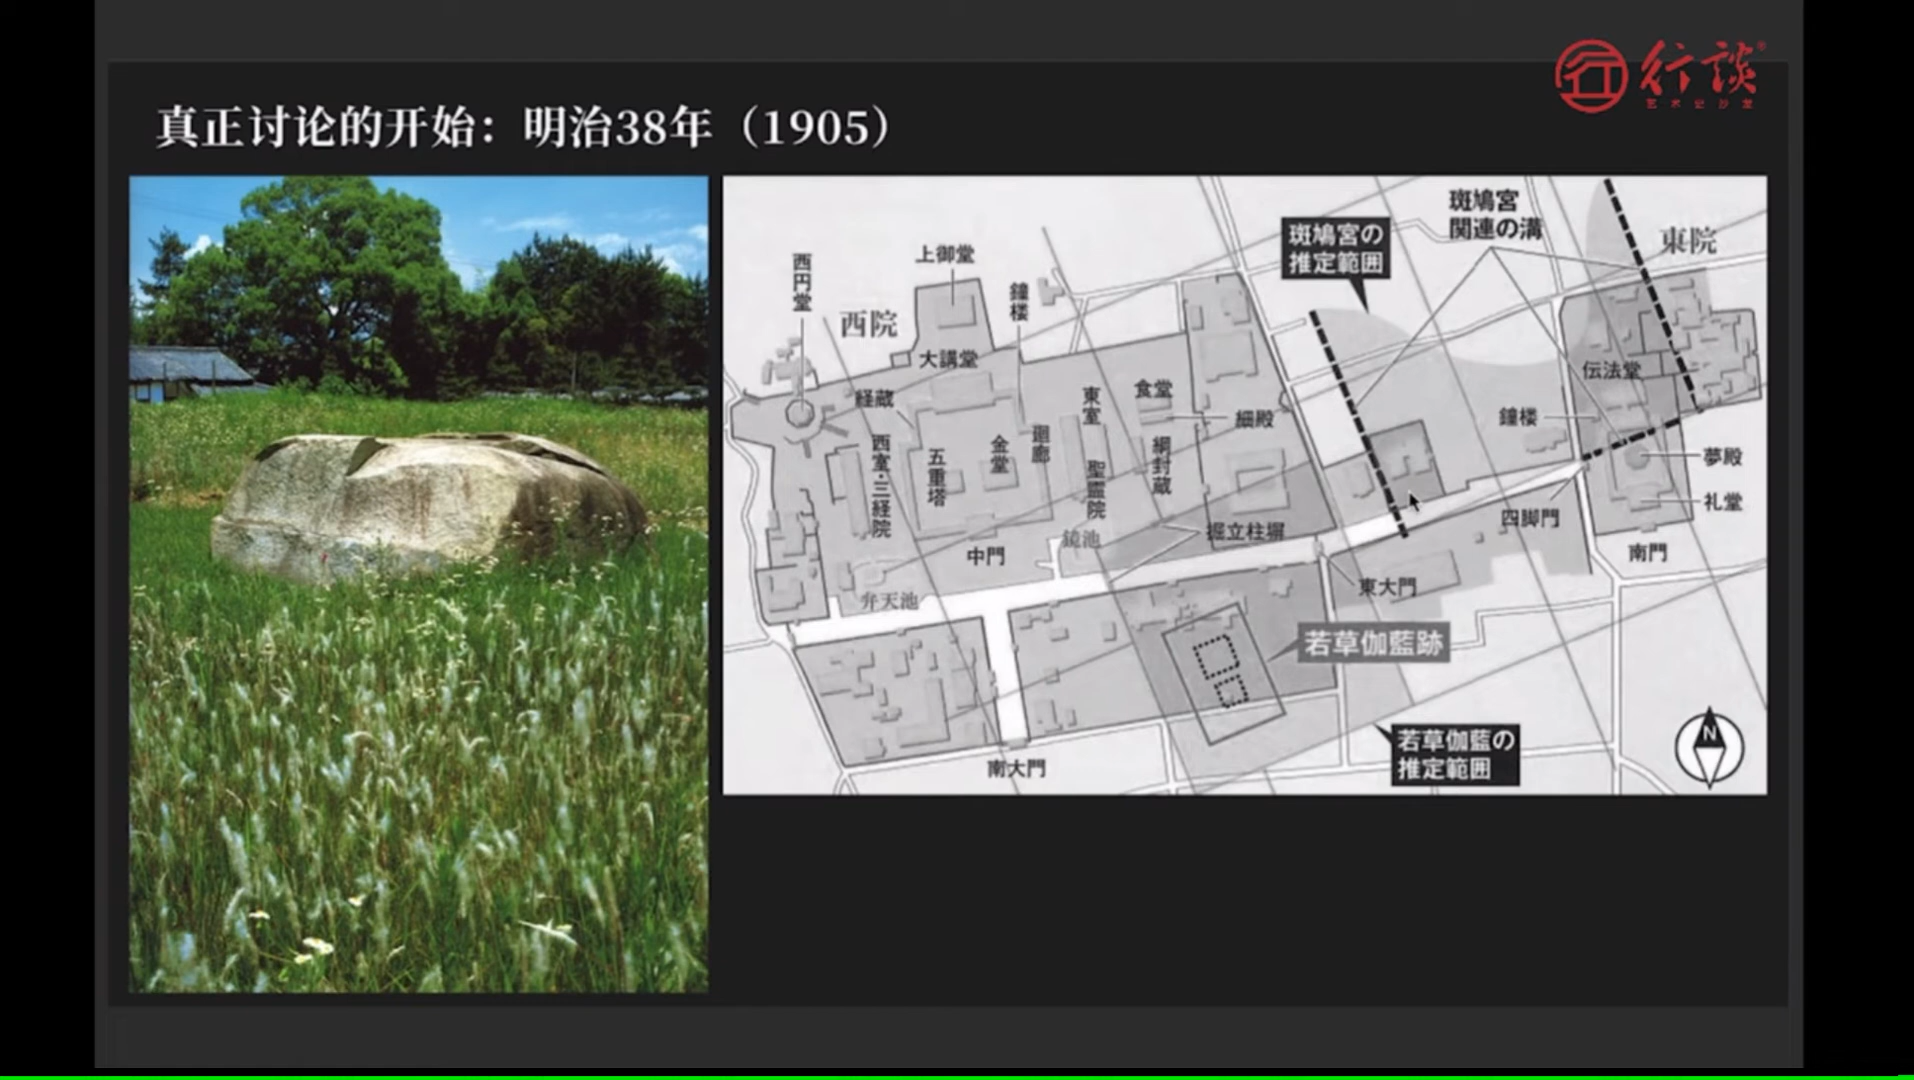 行談®
艺术史沙龙
真正讨论的开始：明治38年（1905）
斑鳩宮
関連の溝
斑鳩宮の
推定範囲
東院
上御堂
西円堂
鐘楼
西院
大講堂
伝法堂
経蔵
東室
食堂
細殿
鐘楼
西室・三経院
五重塔
金堂
廻廊
聖霊院
綱封蔵
夢殿
礼堂
四脚門
掘立柱塀
鏡池
中門
南門
東大門
弁天池
若草伽藍跡
若草伽藍の
推定範囲
南大門
N